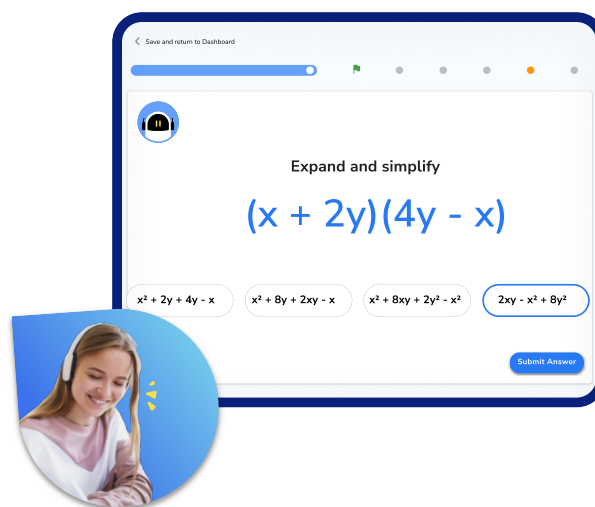 Save and return to Dashboard
Expand and simplify
(x + 2y)(4y - x)
x² + 2y + 4y - x
x² + 8y + 2xy - x
x² + 8xy + 2y² - x²
2xy - x² + 8y²
Submit Answer